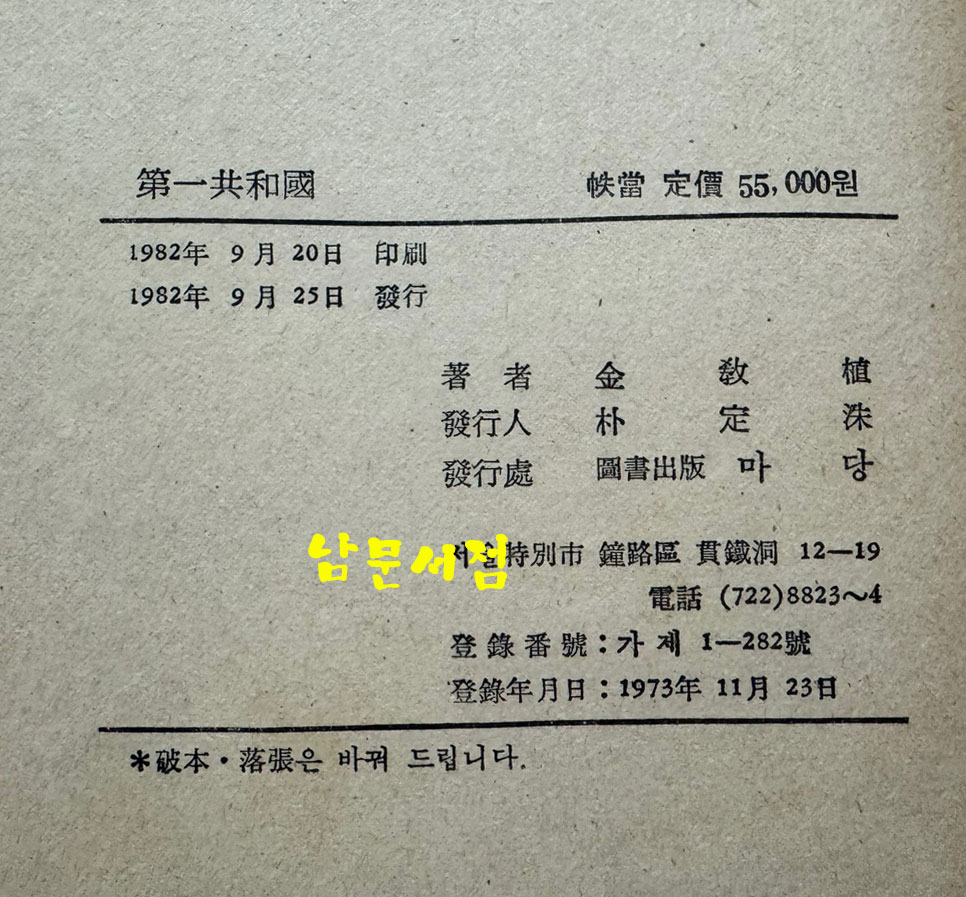 第一共和國 帙當 定價 55,000원
1982年 9月 20日 印刷
1982年 9月 25日 發行
著者 金敎植
發行人 朴定洙
發行處 圖書出版 마당
남문서점
서울特別市 鐘路區 貫鐵洞 12—19
電話 (722)8823～4
登錄番號:가제 1—282號
登錄年月日:1973年 11月 23日
*破本·落張은 바꿔 드립니다.